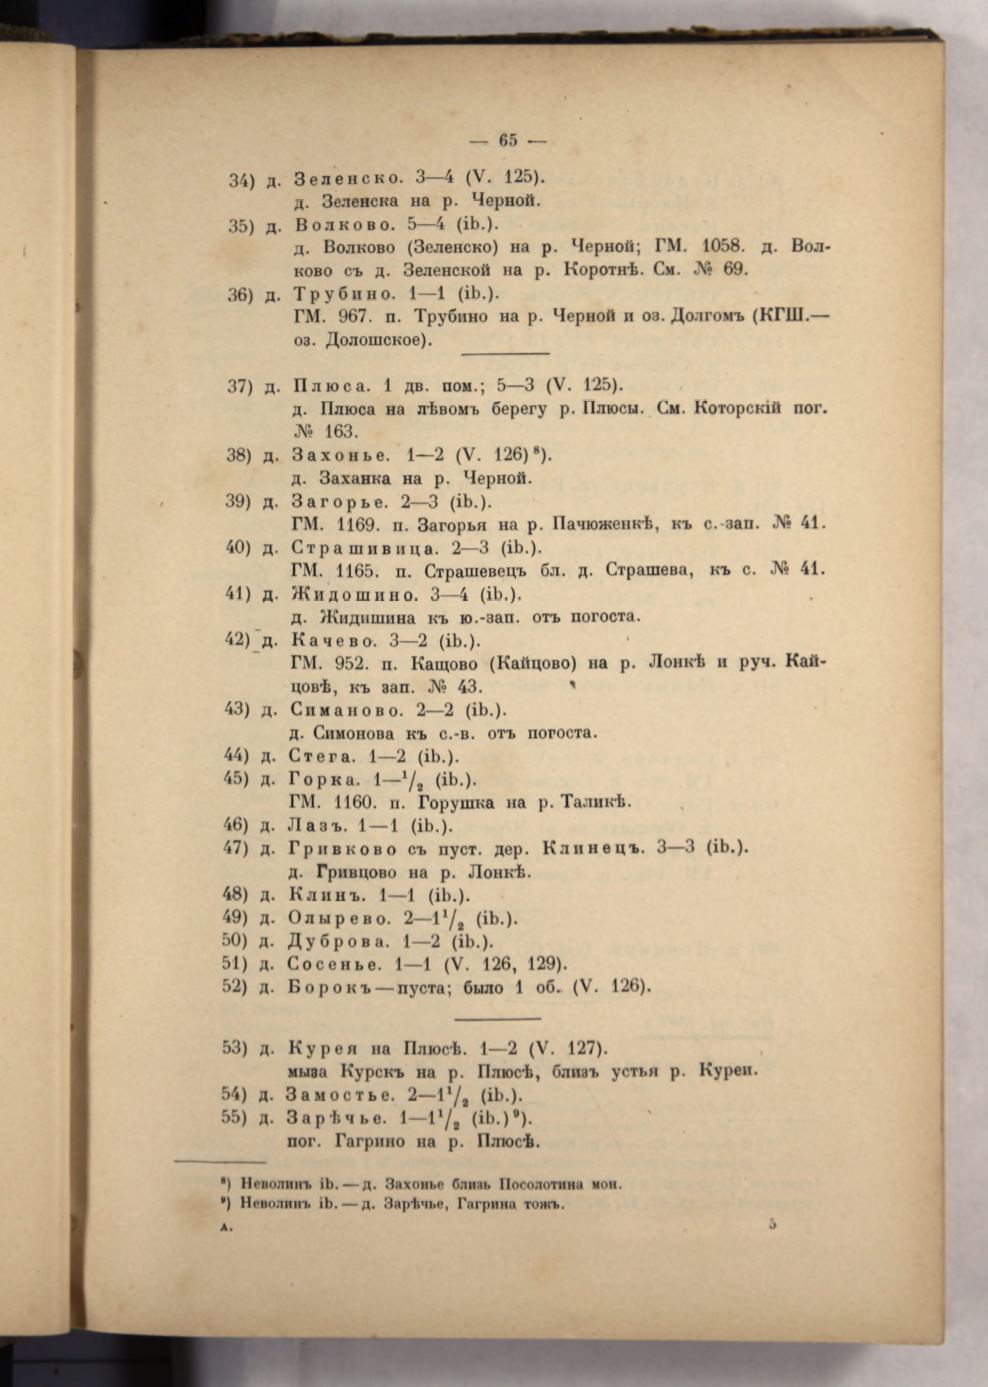 — 65 —
34) д. Зеленско. 3—4 (V. 125).
д. Зеленска на р. Черной.
35) д. Волково. 5—4 (ib.).
д. Волково (Зеленско) на р. Черной; ГМ. 1058. д. Вол-
ково съ д. Зеленской на р. Коротнѣ. См. № 69.
36) д. Трубино. 1—1 (ib.).
ГМ. 967. п. Трубино на р. Черной и оз. Долгомъ (КГШ.—
оз. Долошское).
37) д. Плюса. 1 дв. пом.; 5—3 (V. 125).
д. Плюса на лѣвомъ берегу р. Плюсы. См. Которскій пог.
№ 163.
38) д. Захонье. 1—2 (V. 126)⁸).
д. Заханка на р. Черной.
39) д. Загорье. 2—3 (ib.).
ГМ. 1169. п. Загорья на р. Пачюженкѣ, къ с.-зап. № 41.
40) д. Страшивица. 2—3 (ib.).
ГМ. 1165. п. Страшевецъ бл. д. Страшева, къ с. № 41.
41) д. Жидошино. 3—4 (ib.).
д. Жидишина къ ю.-зап. отъ погоста.
42) д. Качево. 3—2 (ib.).
ГМ. 952. п. Кащово (Кайцово) на р. Лонкѣ и руч. Кай-
цовѣ, къ зап. № 43.
43) д. Симаново. 2—2 (ib.).
д. Симонова къ с.-в. отъ погоста.
44) д. Стега. 1—2 (ib.).
45) д. Горка. 1—¹/₂ (ib.).
ГМ. 1160. п. Горушка на р. Таликѣ.
46) д. Лазъ. 1—1 (ib.).
47) д. Гривково съ пуст. дер. Клинецъ. 3—3 (ib.).
д. Гривцово на р. Лонкѣ.
48) д. Клинъ. 1—1 (ib.).
49) д. Олырево. 2—1¹/₂ (ib.).
50) д. Дуброва. 1—2 (ib.).
51) д. Сосенье. 1—1 (V. 126, 129).
52) д. Борокъ—пуста; было 1 об. (V. 126).
53) д. Курея на Плюсѣ. 1—2 (V. 127).
мыза Курскъ на р. Плюсѣ, близъ устья р. Куреи.
54) д. Замостье. 2—1¹/₂ (ib.).
55) д. Зарѣчье. 1—1¹/₂ (ib.)⁹).
пог. Гагрино на р. Плюсѣ.
⁸) Неволинъ ib.—д. Захонье близь Посолотина мон.
⁹) Неволинъ ib.—д. Зарѣчье, Гагрина тожъ.
А. 5